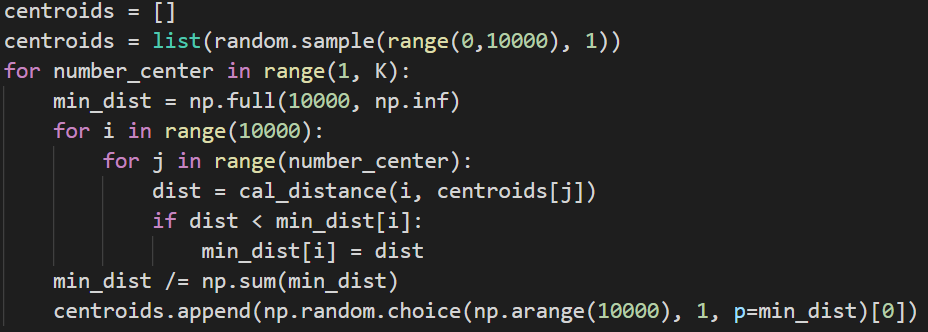 centroids = []
centroids = list(random.sample(range(0,10000), 1))
for number_center in range(1, K):
    min_dist = np.full(10000, np.inf)
    for i in range(10000):
        for j in range(number_center):
            dist = cal_distance(i, centroids[j])
            if dist < min_dist[i]:
                min_dist[i] = dist
    min_dist /= np.sum(min_dist)
    centroids.append(np.random.choice(np.arange(10000), 1, p=min_dist)[0])